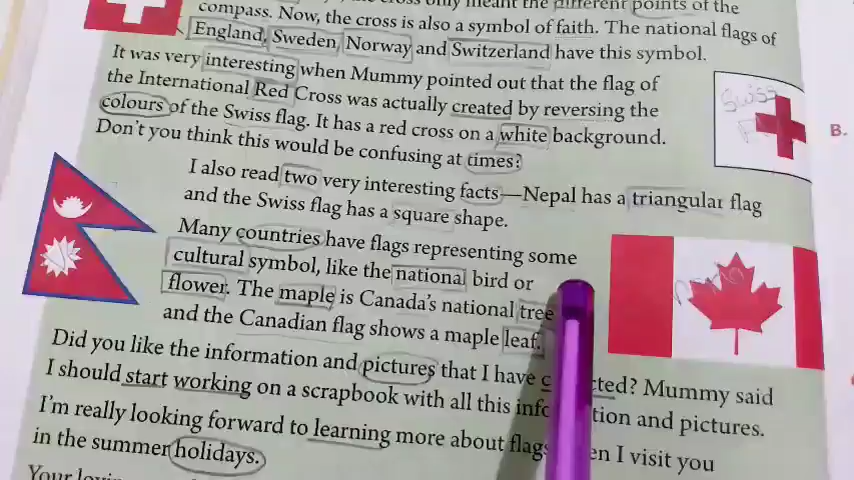 compass. Now, the cross is also a symbol of faith. The national flags of
England, Sweden, Norway and Switzerland have this symbol.
It was very interesting when Mummy pointed out that the flag of
the International Red Cross was actually created by reversing the
colours of the Swiss flag. It has a red cross on a white background.
Don't you think this would be confusing at times?
Swiss
B.
I also read two very interesting facts—Nepal has a triangular flag
and the Swiss flag has a square shape.
Many countries have flags representing some
cultural symbol, like the national bird or
flower. The maple is Canada's national tree
and the Canadian flag shows a maple leaf.
Did you like the information and pictures that I have cted? Mummy said
I should start working on a scrapbook with all this info tion and pictures.
I'm really looking forward to learning more about flags en I visit you
in the summer holidays.
Your